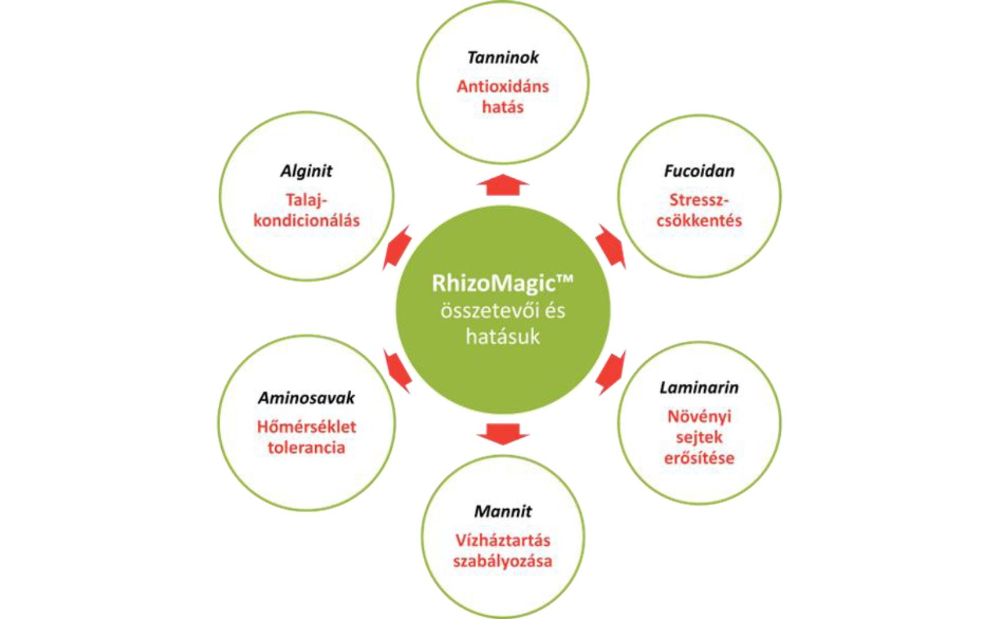 Tanninok
Antioxidáns
hatás
Fucoidan
Stressz-
csökkentés
Laminarin
Növényi
sejtek
erősítése
Mannit
Vízháztartás
szabályozása
Aminosavak
Hőmérséklet
tolerancia
Alginit
Talaj-
kondicionálás
RhizoMagic™
összetevői és
hatásuk